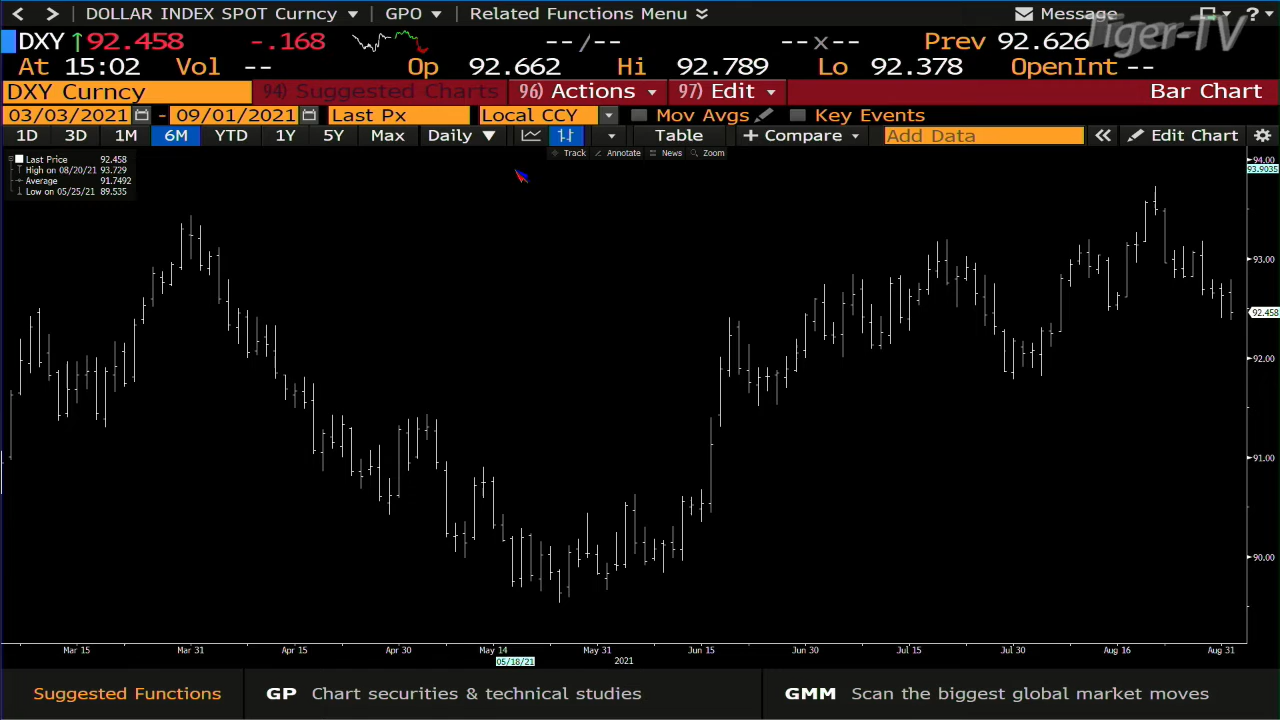 DOLLAR INDEX SPOT Curncy GPO Related Functions Menu Message ?
Tiger-TV
DXY 92.458 -.168 -- / -- -- x -- Prev 92.626
At 15:02 Vol -- Op 92.662 Hi 92.789 Lo 92.378 OpenInt --
DXY Curncy 94) Suggested Charts 96) Actions 97) Edit Bar Chart
03/03/2021 - 09/01/2021 Last Px Local CCY Mov Avgs Key Events
1D 3D 1M 6M YTD 1Y 5Y Max Daily Table + Compare Add Data Edit Chart
Track Annotate News Zoom
Last Price 92.458
High on 08/20/21 93.729
Average 91.7492
Low on 05/25/21 89.535
94.00
93.9035
93.00
92.458
92.00
91.00
90.00
Mar 15 Mar 31 Apr 15 Apr 30 May 14 May 31 Jun 15 Jun 30 Jul 15 Jul 30 Aug 16 Aug 31
05/18/21 2021
Suggested Functions GP Chart securities & technical studies GMM Scan the biggest global market moves